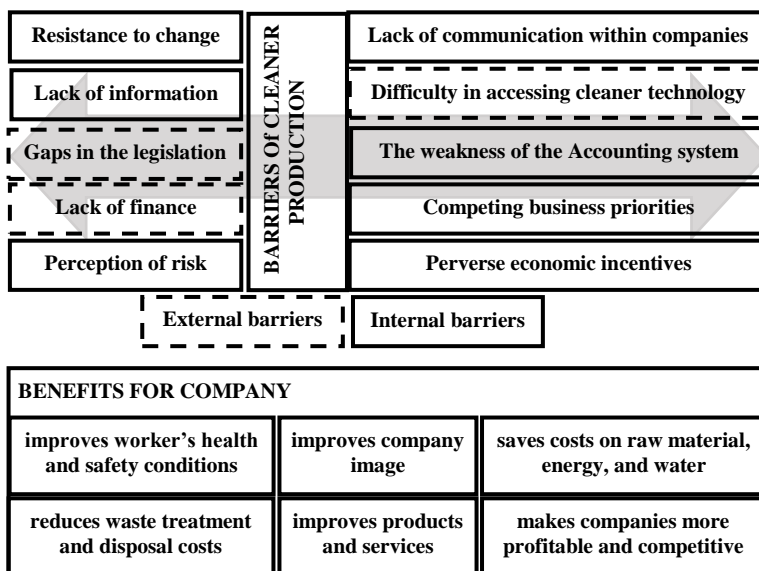 Resistance to change
Lack of information
Gaps in the legislation
Lack of finance
Perception of risk
BARRIERS Of CLEANER
PRODUCTION
Lack of communication within companies
Difficulty in accessing cleaner technology
The weakness of the Accounting system
Competing business priorities
Perverse economic incentives
External barriers
Internal barriers
BENEFITS FOR COMPANY
improves worker's health
and safety conditions
improves company
image
saves costs on raw material,
energy, and water
reduces waste treatment
and disposal costs
improves products
and services
makes companies more
profitable and competitive